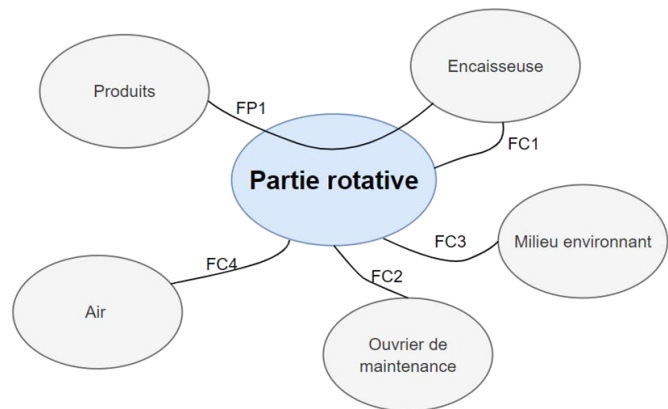 Encaisseuse
Produits
FP1
FC1
Partie rotative
FC3
Milieu environnant
FC4
FC2
Air
Ouvrier de
maintenance